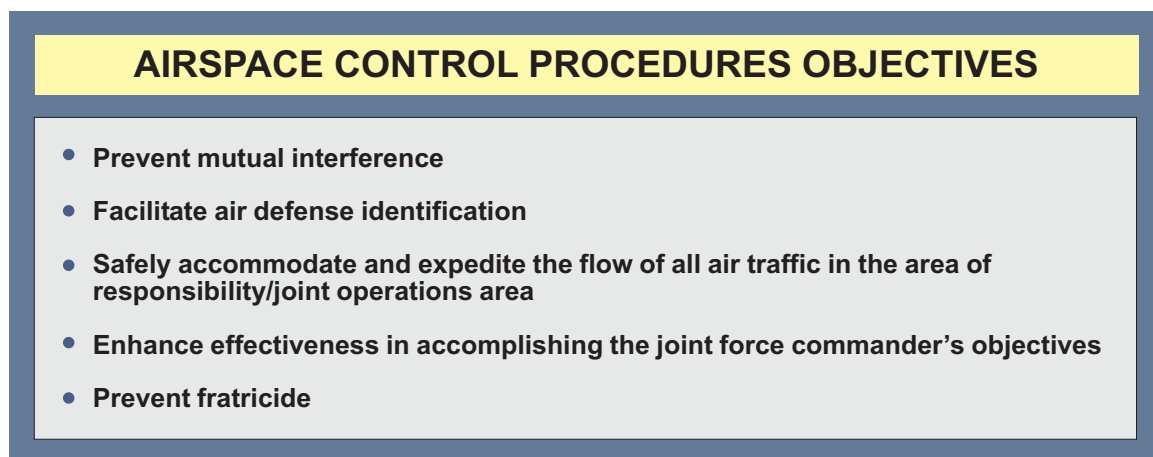 AIRSPACE CONTROL PROCEDURES OBJECTIVES
• Prevent mutual interference
• Facilitate air defense identification
• Safely accommodate and expedite the flow of all air traffic in the area of
responsibility/joint operations area
• Enhance effectiveness in accomplishing the joint force commander’s objectives
• Prevent fratricide